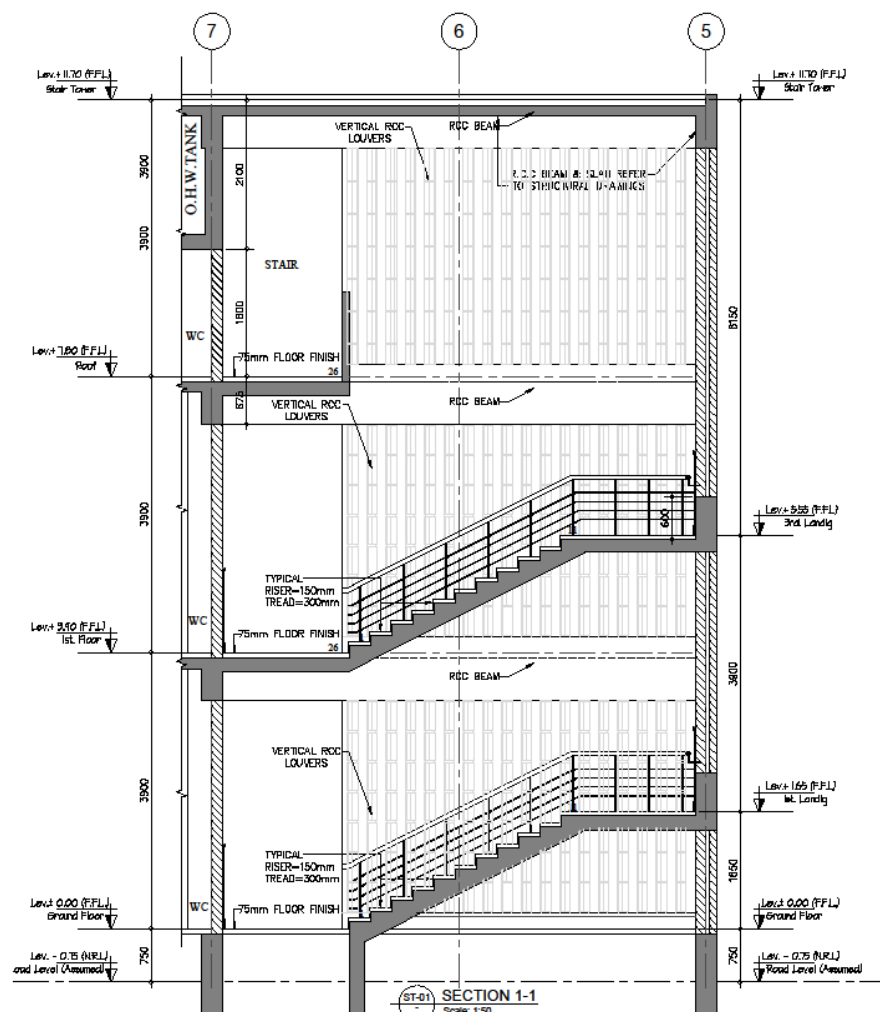 7
6
5
Lev.+ 11.70 (F.F.L)
Stair Tower
Lev.+ 11.70 (F.F.L)
Stair Tower
VERTICAL RCC
LOUVERS
RCC BEAM
R.C.C BEAM & SLAB REFER
TO STRUCTURAL DRAWINGS
O.H.W.TANK
3900
2100
3900
STAIR
1800
WC
8150
Lev.+ 7.80 (F.F.L)
Roof
75mm FLOOR FINISH
26
875
VERTICAL RCC
LOUVERS
RCC BEAM
3900
600
Lev.+ 5.55 (F.F.L)
3rd. Landig
TYPICAL
RISER=150mm
TREAD=300mm
WC
75mm FLOOR FINISH
26
Lev.+ 3.90 (F.F.L)
1st. Floor
RCC BEAM
3900
VERTICAL RCC
LOUVERS
3900
Lev.+ 1.65 (F.F.L)
1st. Landig
TYPICAL
RISER=150mm
TREAD=300mm
1650
WC
75mm FLOOR FINISH
Lev.± 0.00 (F.F.L)
Ground Floor
Lev.± 0.00 (F.F.L)
Ground Floor
750
750
Lev. - 0.75 (N.R.L)
oad Level (Assumed)
Lev. - 0.75 (N.R.L)
Road Level (Assumed)
ST-01
-
SECTION 1-1
Scale: 1:50